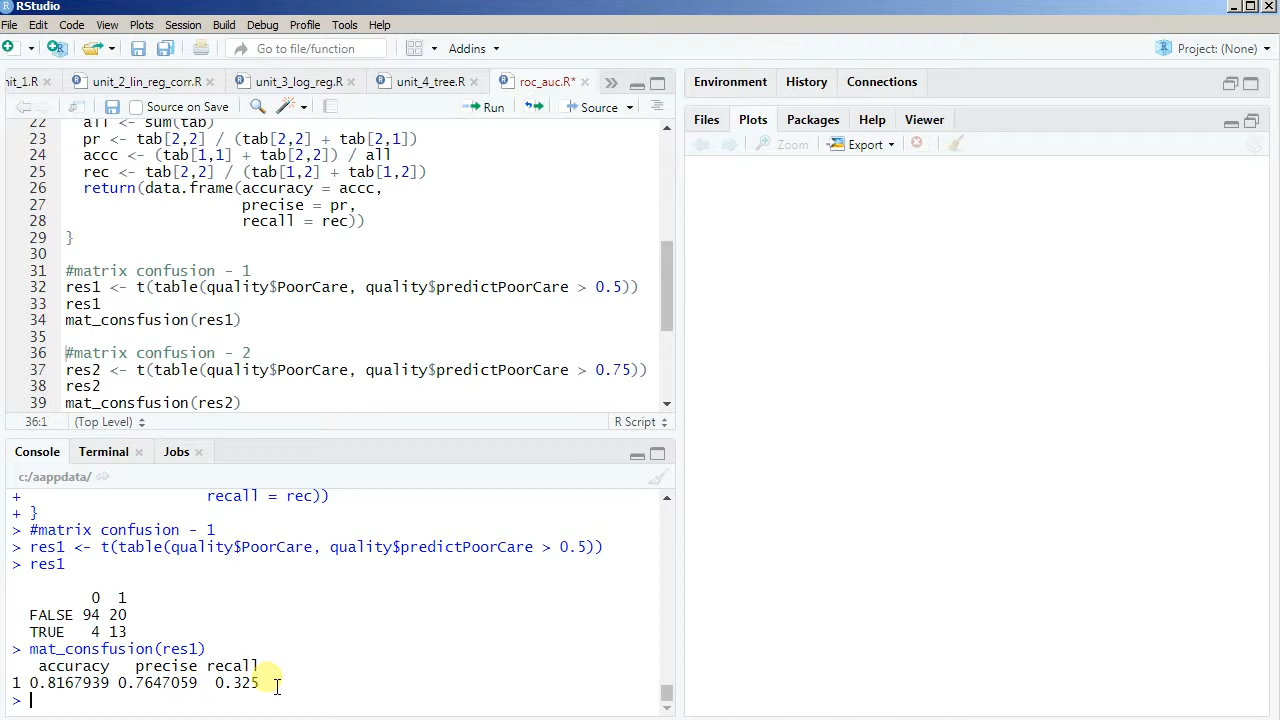 RStudio
File Edit Code View Plots Session Build Debug Profile Tools Help
Go to file/function Addins Project: (None)
nit_1.R unit_2_lin_reg_corr.R unit_3_log_reg.R unit_4_tree.R roc_auc.R*
Source on Save Run Source
22 all <- sum(tab)
23 pr <- tab[2,2] / (tab[2,2] + tab[2,1])
24 accc <- (tab[1,1] + tab[2,2]) / all
25 rec <- tab[2,2] / (tab[1,2] + tab[1,2])
26 return(data.frame(accuracy = accc,
27 precise = pr,
28 recall = rec))
29 }
30
31 #matrix confusion - 1
32 res1 <- t(table(quality$PoorCare, quality$predictPoorCare > 0.5))
33 res1
34 mat_consfusion(res1)
35
36 #matrix confusion - 2
37 res2 <- t(table(quality$PoorCare, quality$predictPoorCare > 0.75))
38 res2
39 mat_consfusion(res2)
36:1 (Top Level) R Script
Console Terminal Jobs
c:/aappdata/
+ recall = rec))
+ }
> #matrix confusion - 1
> res1 <- t(table(quality$PoorCare, quality$predictPoorCare > 0.5))
> res1
0 1
FALSE 94 20
TRUE 4 13
> mat_consfusion(res1)
accuracy precise recall
1 0.8167939 0.7647059 0.325
>
Environment History Connections
Files Plots Packages Help Viewer
Zoom Export